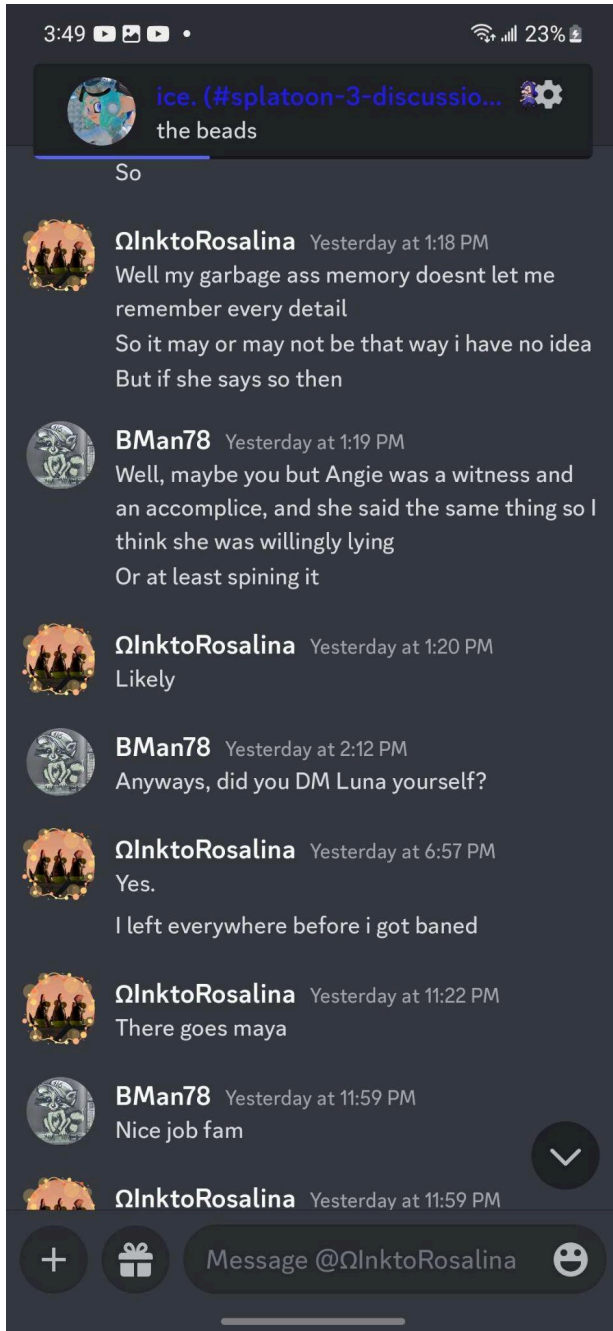 3:49
23%
ice. (#splatoon-3-discussio...
the beads
So
ΩInktoRosalina Yesterday at 1:18 PM
Well my garbage ass memory doesnt let me
remember every detail
So it may or may not be that way i have no idea
But if she says so then
BMan78 Yesterday at 1:19 PM
Well, maybe you but Angie was a witness and
an accomplice, and she said the same thing so I
think she was willingly lying
Or at least spining it
ΩInktoRosalina Yesterday at 1:20 PM
Likely
BMan78 Yesterday at 2:12 PM
Anyways, did you DM Luna yourself?
ΩInktoRosalina Yesterday at 6:57 PM
Yes.
I left everywhere before i got baned
ΩInktoRosalina Yesterday at 11:22 PM
There goes maya
BMan78 Yesterday at 11:59 PM
Nice job fam
ΩInktoRosalina Yesterday at 11:59 PM
Message @ΩInktoRosalina